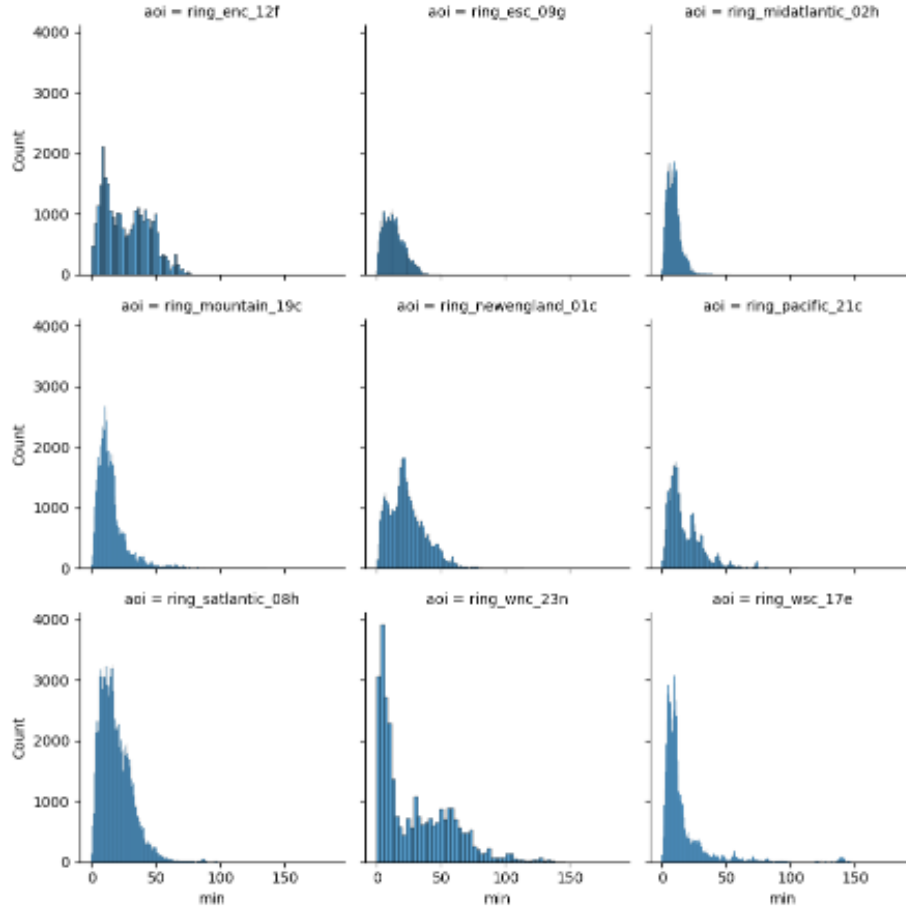 aoi = ring_enc_12f aoi = ring_esc_09g aoi = ring_midatlantic_02h
4000
3000
Count
2000
1000
0
aoi = ring_mountain_19c aoi = ring_newengland_01c aoi = ring_pacific_21c
4000
3000
Count
2000
1000
0
aoi = ring_satlantic_08h aoi = ring_wnc_23n aoi = ring_wsc_17e
4000
3000
Count
2000
1000
0
0 50 100 150 0 50 100 150 0 50 100 150
min min min